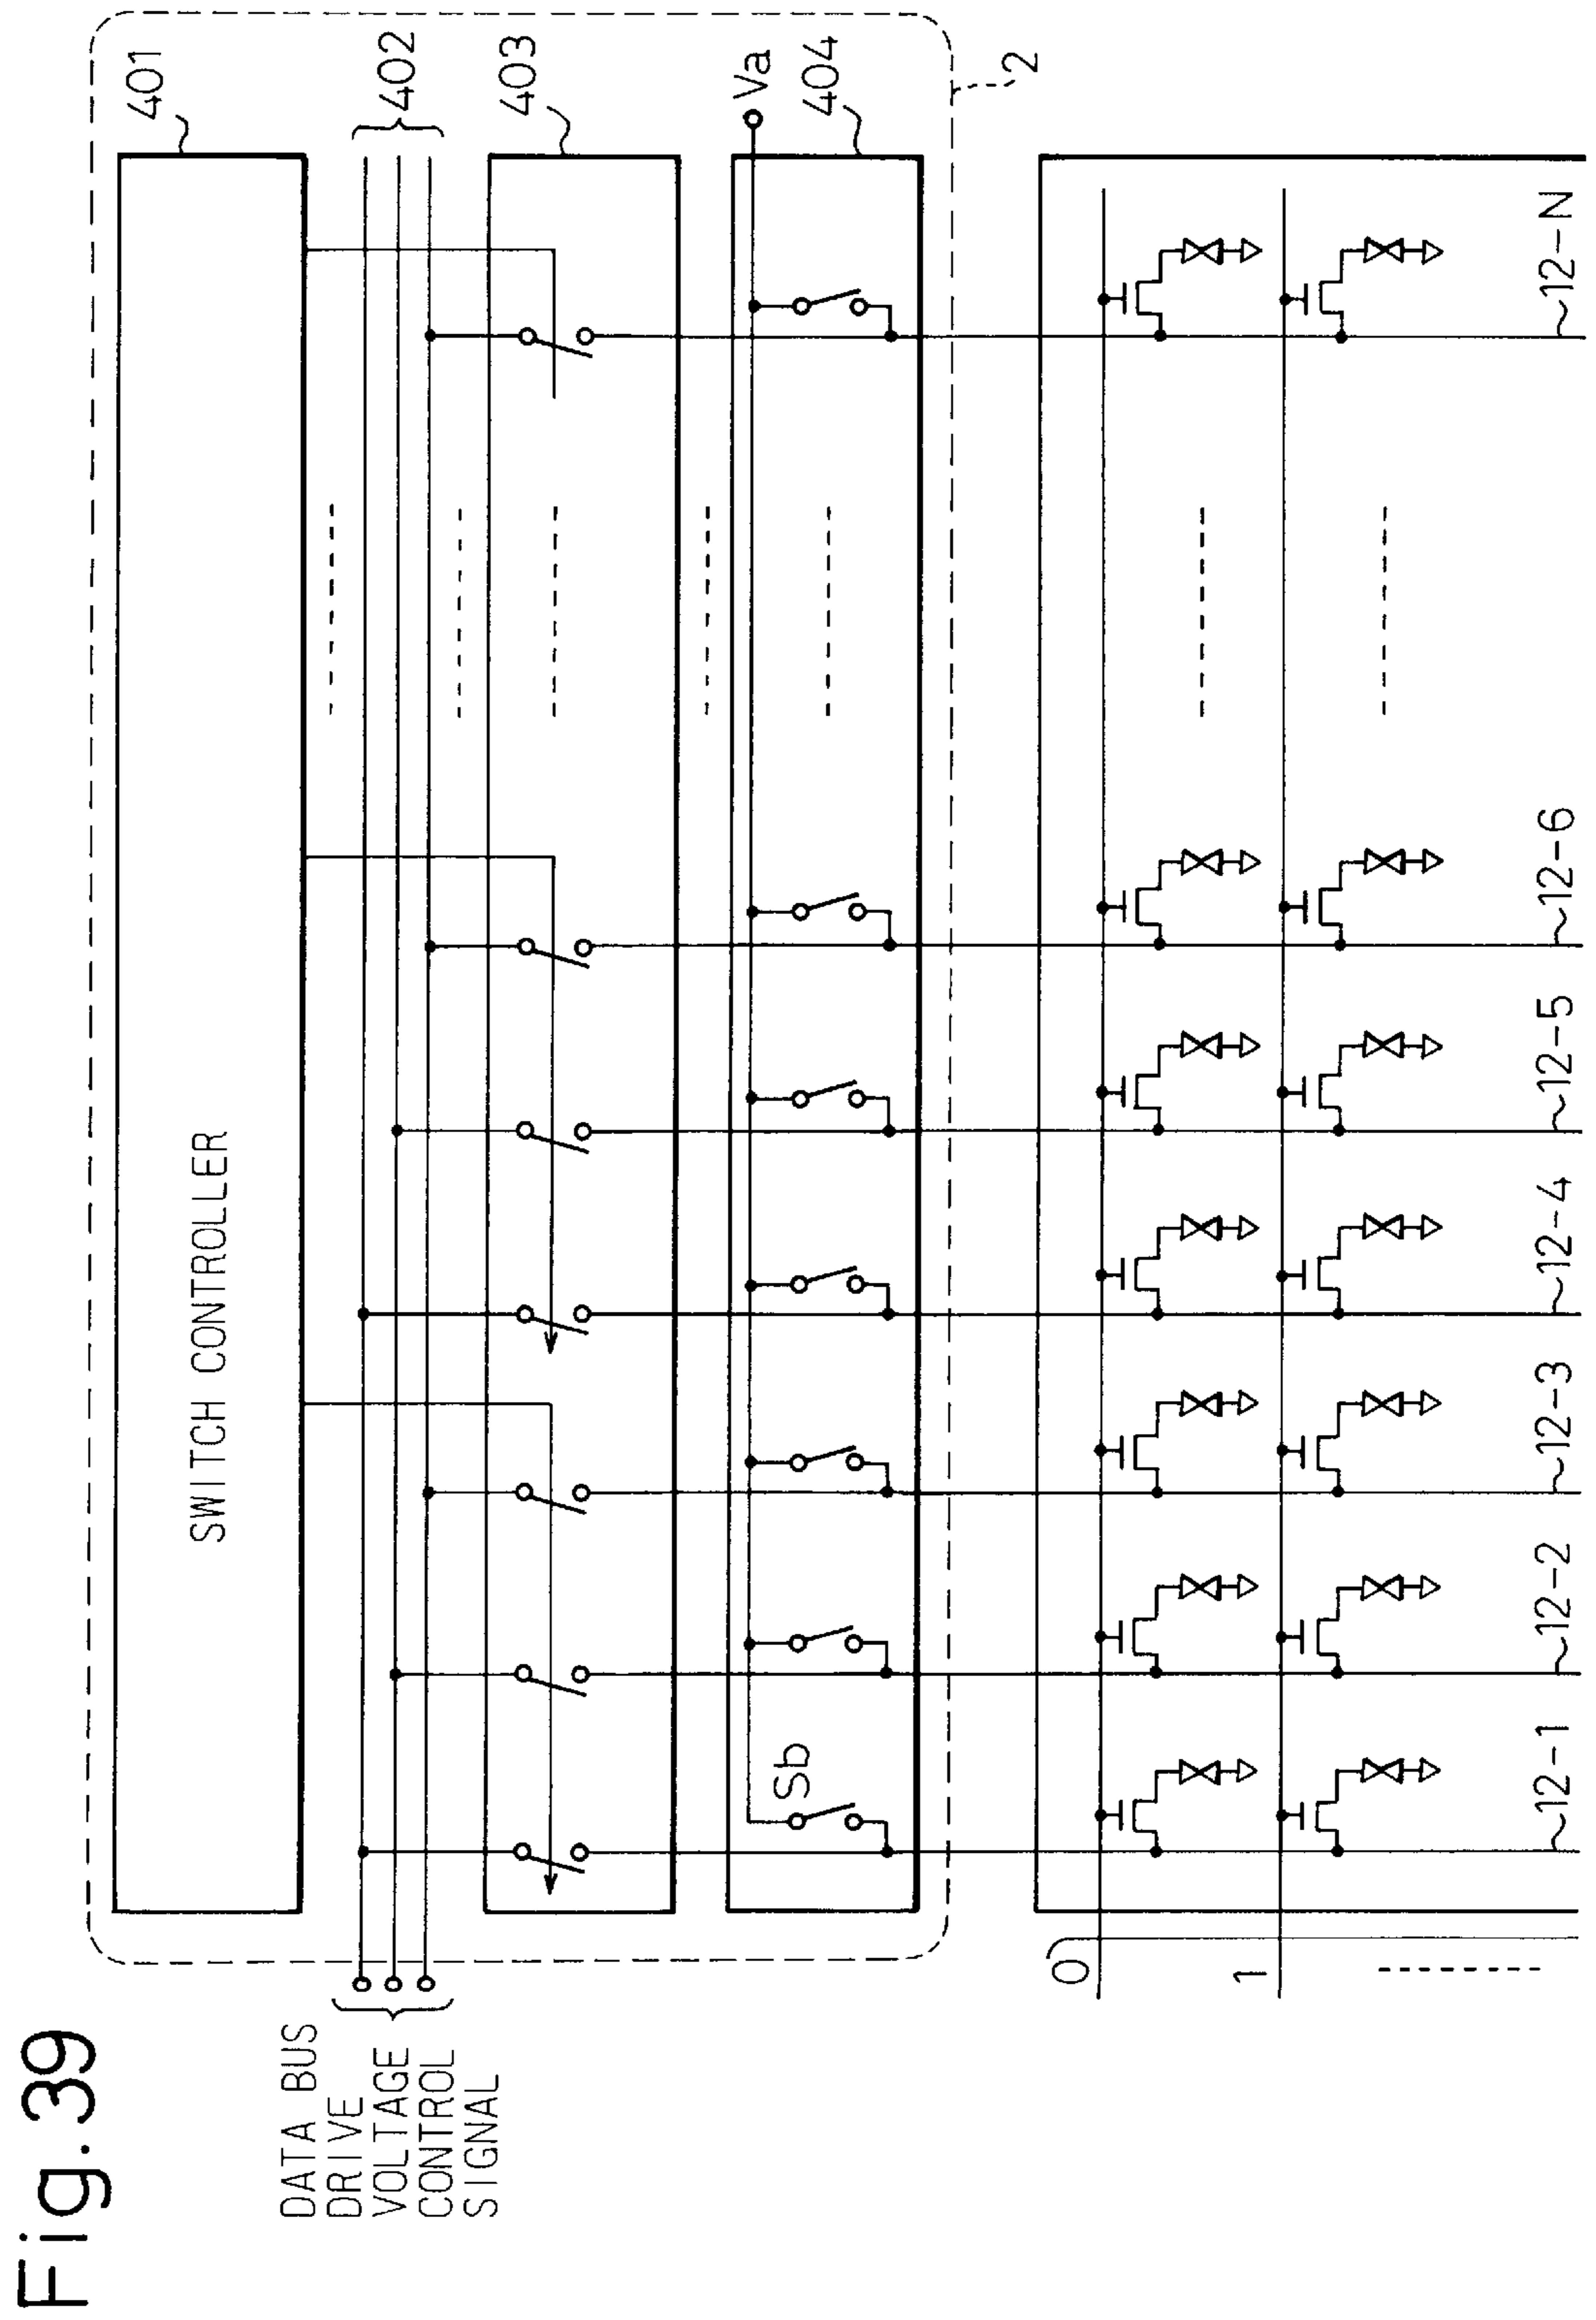 Fig. 39
401
402
403
Va
404
2
SWITCH CONTROLLER
DATA BUS
DRIVE
VOLTAGE
CONTROL
SIGNAL
Sb
0
1
12-1
12-2
12-3
12-4
12-5
12-6
12-N